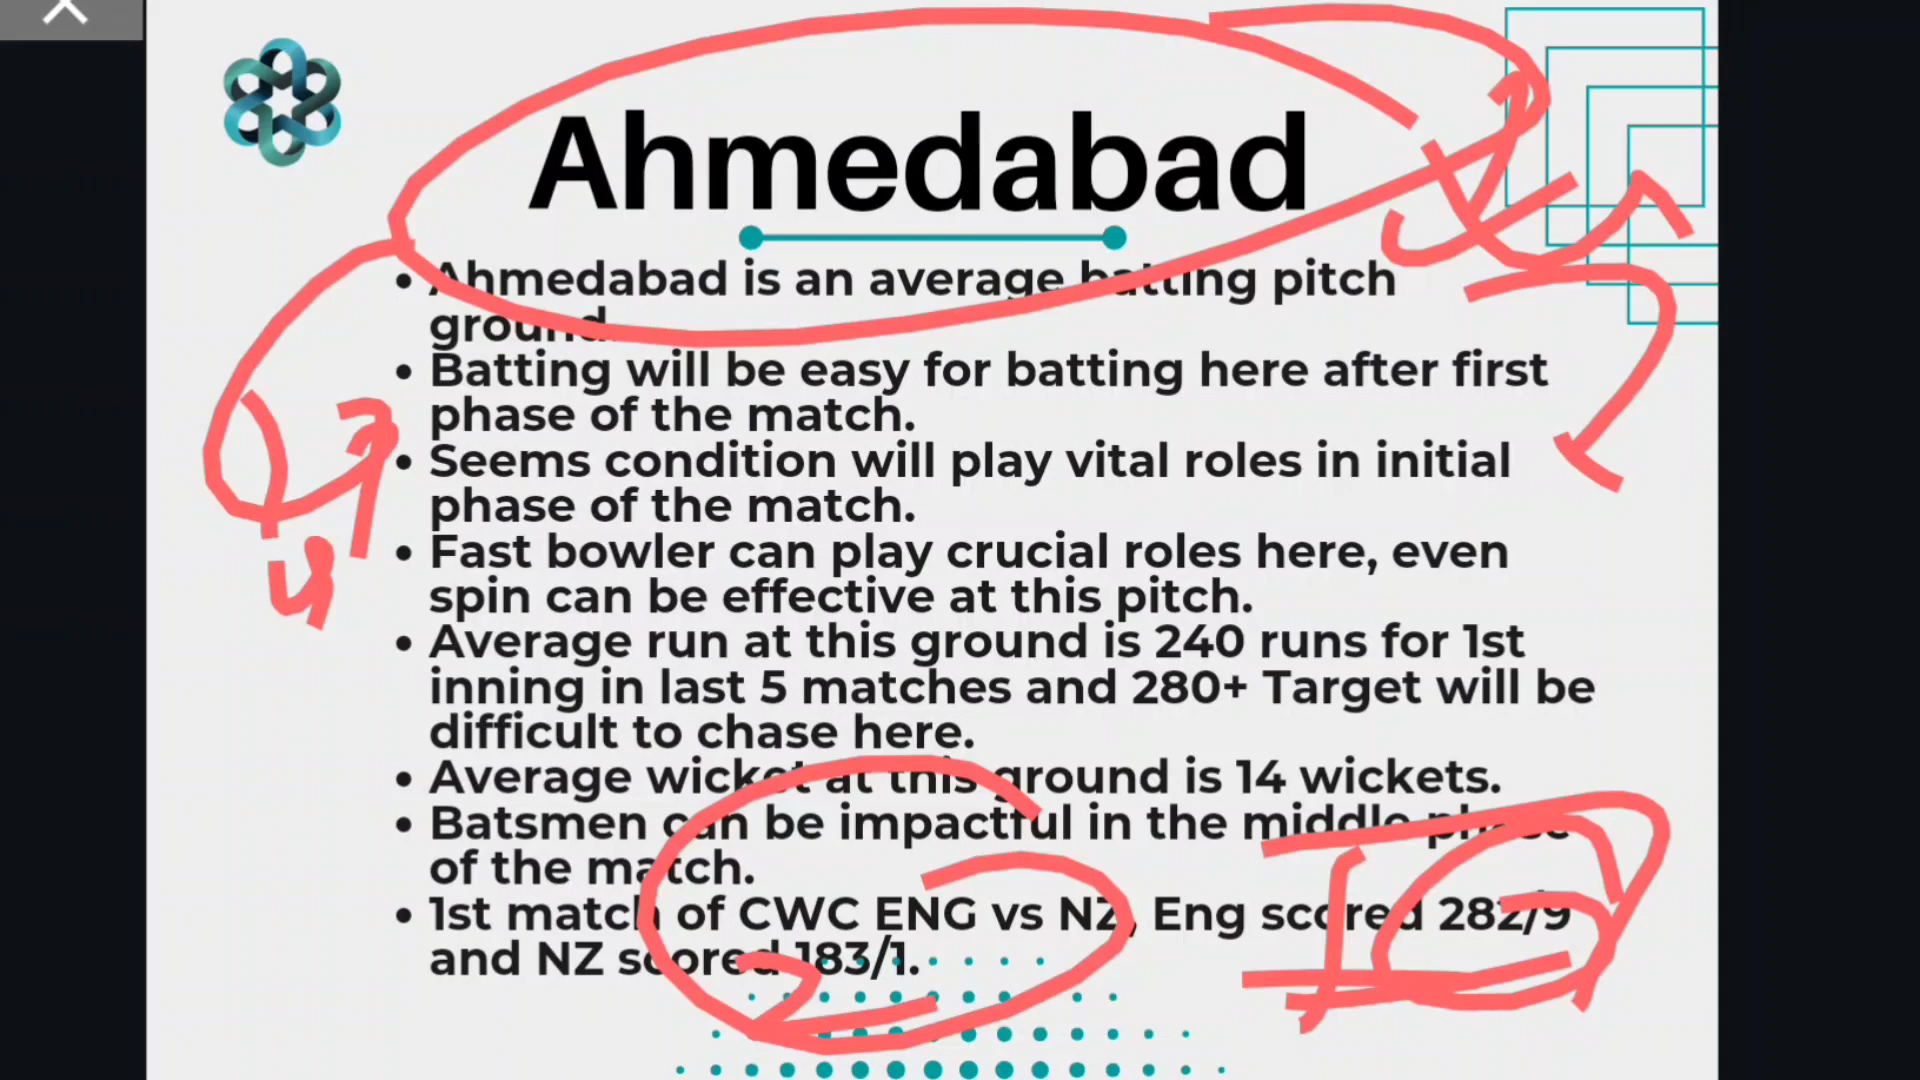 Ahmedabad
• Ahmedabad is an average batting pitch
ground.
• Batting will be easy for batting here after first
phase of the match.
• Seems condition will play vital roles in initial
phase of the match.
• Fast bowler can play crucial roles here, even
spin can be effective at this pitch.
• Average run at this ground is 240 runs for 1st
inning in last 5 matches and 280+ Target will be
difficult to chase here.
• Average wicket at this ground is 14 wickets.
• Batsmen can be impactful in the middle phase
of the match.
• 1st match of CWC ENG vs NZ, Eng scored 282/9
and NZ scored 183/1.